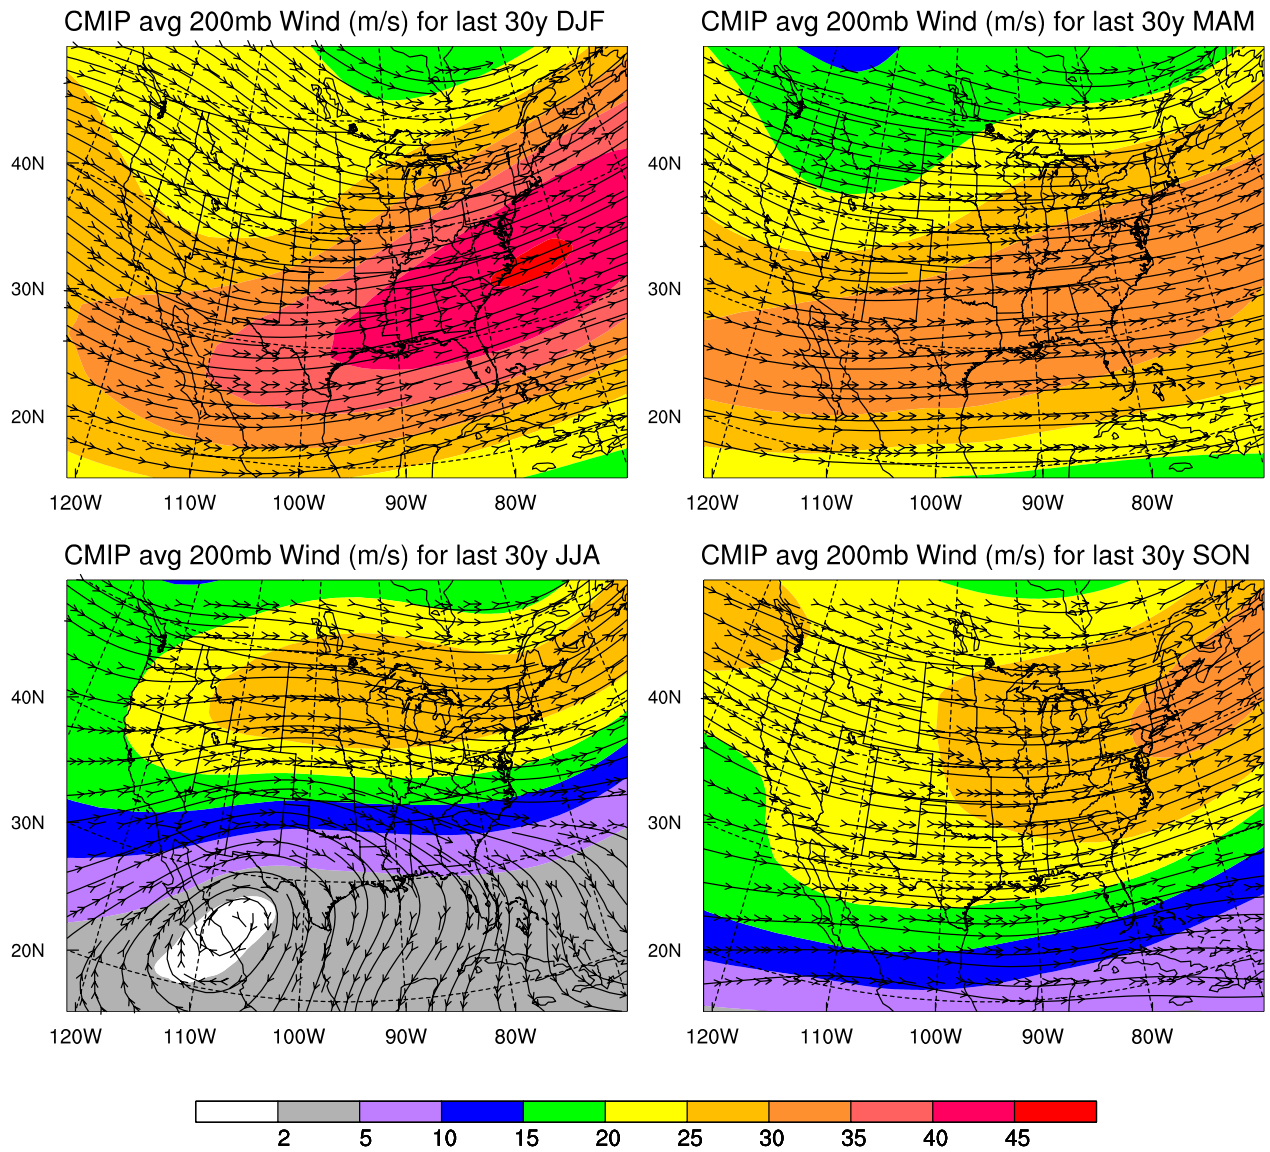 CMIP avg 200mb Wind (m/s) for last 30y DJF
40N
30N
20N
120W 110W 100W 90W 80W
CMIP avg 200mb Wind (m/s) for last 30y MAM
40N
30N
20N
120W 110W 100W 90W 80W
CMIP avg 200mb Wind (m/s) for last 30y JJA
40N
30N
20N
120W 110W 100W 90W 80W
CMIP avg 200mb Wind (m/s) for last 30y SON
40N
30N
20N
120W 110W 100W 90W 80W
2 5 10 15 20 25 30 35 40 45